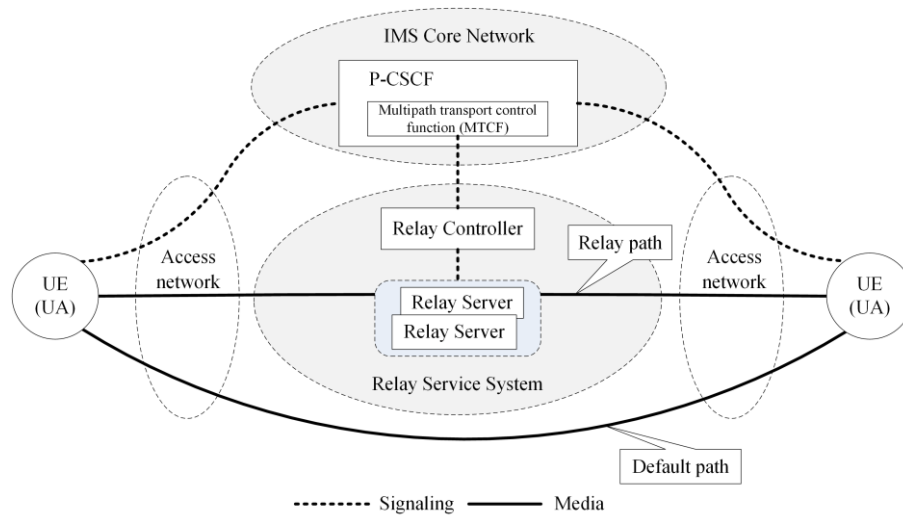 IMS Core Network
P-CSCF
Multipath transport control
function (MTCF)
Relay Controller
Relay path
Access
network
Access
network
UE
(UA)
UE
(UA)
Relay Server
Relay Server
Relay Service System
Default path
Signaling
Media